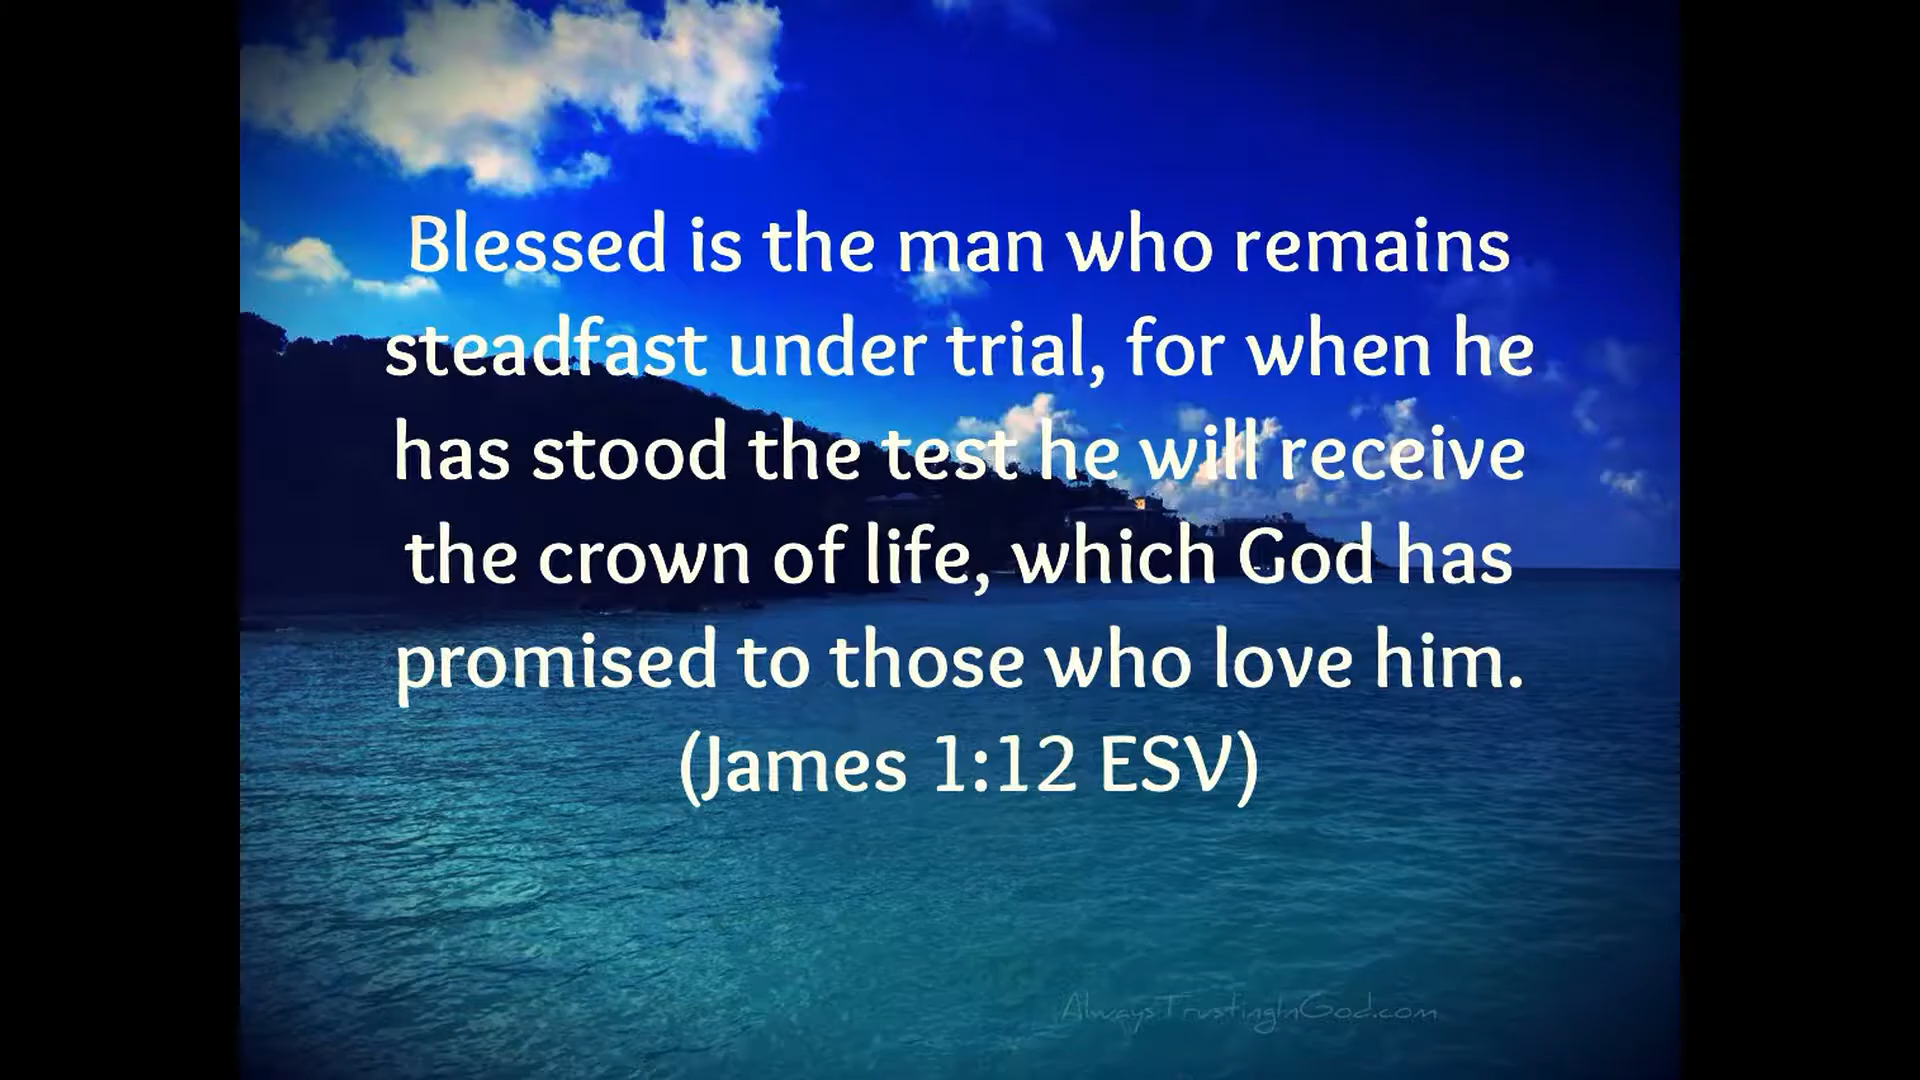 Blessed is the man who remains
steadfast under trial, for when he
has stood the test he will receive
the crown of life, which God has
promised to those who love him.
(James 1:12 ESV)
AlwaysTrustingInGod.com